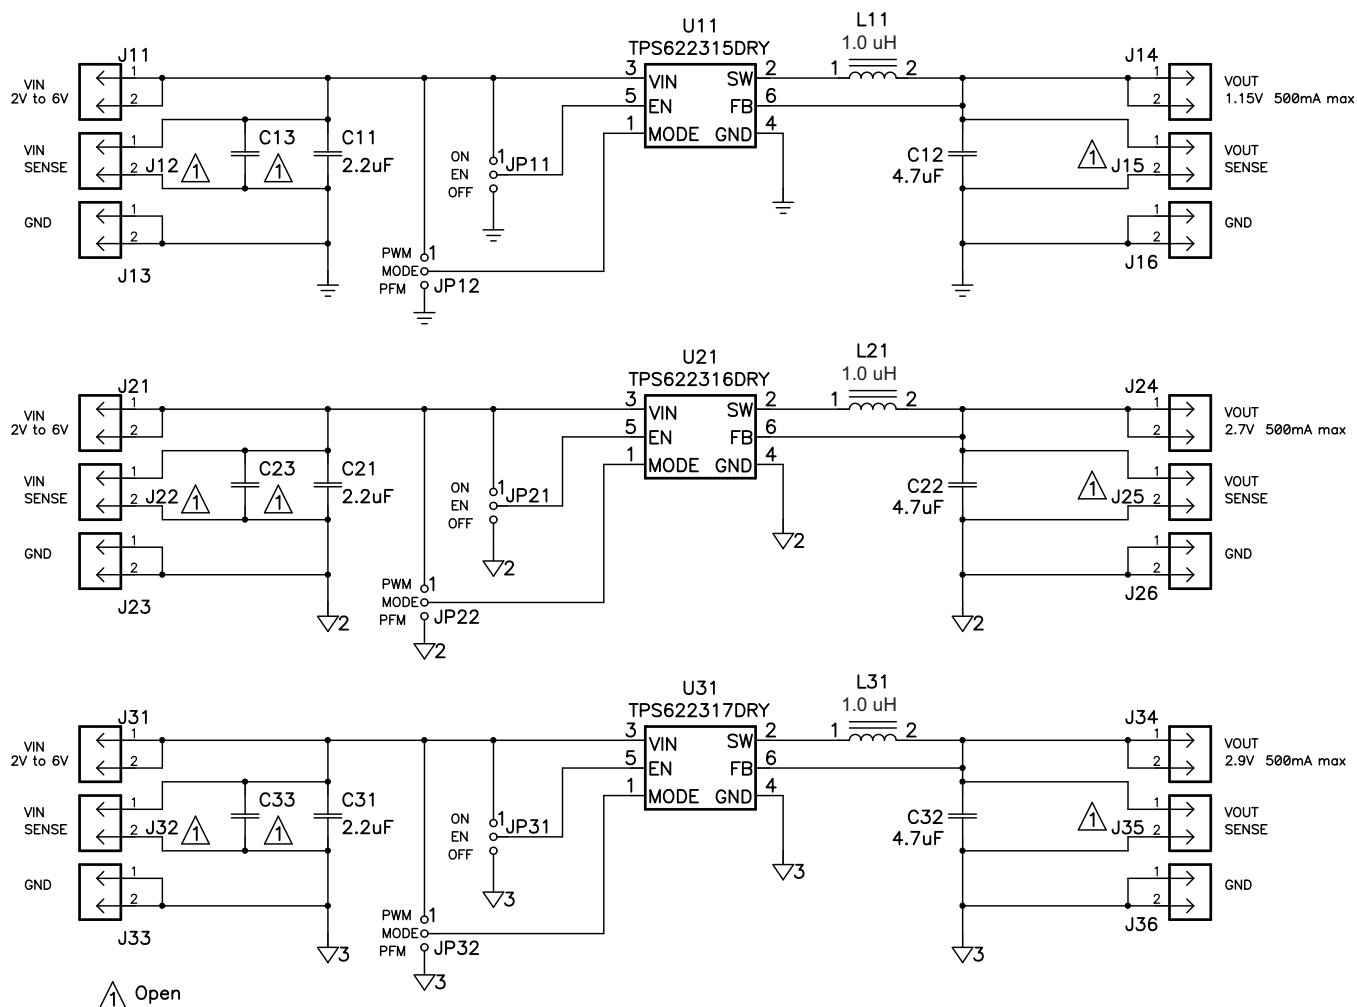 U11
TPS622315DRY
L11
1.0 uH
J11
VIN
2V to 6V
1
2
3 VIN
5 EN
1 MODE
SW 2
FB 6
GND 4
1 2
J14
1
2
VOUT
1.15V 500mA max
VIN
SENSE
1
2
J12
1
C13
1
C11
2.2uF
ON
EN
OFF
1
JP11
C12
4.7uF
1
J15
VOUT
SENSE
GND
1
2
J13
PWM
MODE
PFM
1
JP12
1
2
J16
GND
U21
TPS622316DRY
L21
1.0 uH
J21
VIN
2V to 6V
1
2
3 VIN
5 EN
1 MODE
SW 2
FB 6
GND 4
1 2
J24
1
2
VOUT
2.7V 500mA max
VIN
SENSE
1
2
J22
1
C23
1
C21
2.2uF
ON
EN
OFF
1
JP21
2
2
C22
4.7uF
1
J25
1
2
VOUT
SENSE
GND
1
2
J23
2
PWM
MODE
PFM
1
JP22
2
2
1
2
J26
GND
U31
TPS622317DRY
L31
1.0 uH
J31
VIN
2V to 6V
1
2
3 VIN
5 EN
1 MODE
SW 2
FB 6
GND 4
1 2
J34
1
2
VOUT
2.9V 500mA max
VIN
SENSE
1
2
J32
1
C33
1
C31
2.2uF
ON
EN
OFF
1
JP31
3
3
C32
4.7uF
1
J35
1
2
VOUT
SENSE
GND
1
2
J33
3
PWM
MODE
PFM
1
JP32
3
3
1
2
J36
GND
1 Open